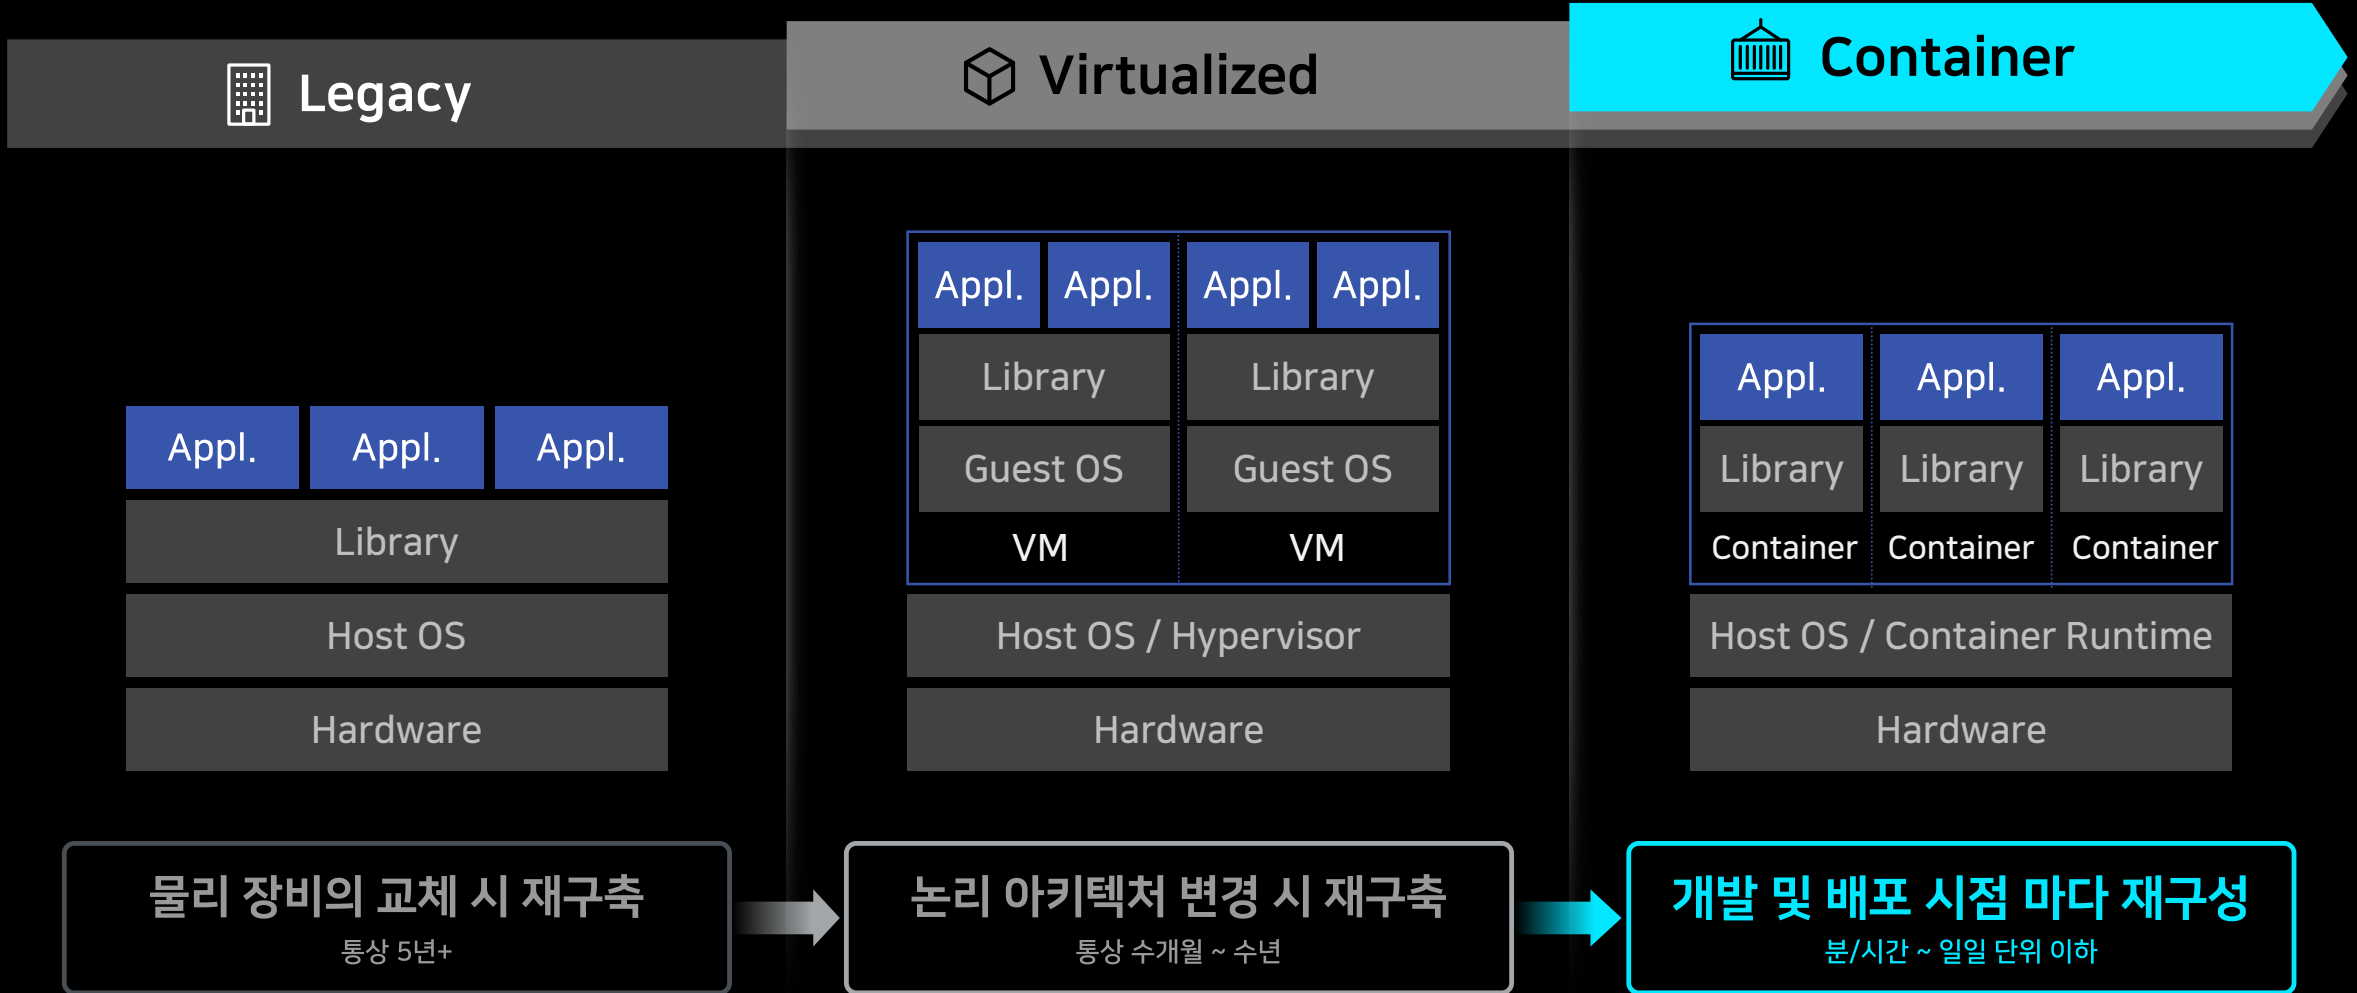 Legacy
Virtualized
Container
Appl. Appl. Appl.
Library
Host OS
Hardware
Appl. Appl. Appl. Appl.
Library Library
Guest OS Guest OS
VM VM
Host OS / Hypervisor
Hardware
Appl. Appl. Appl.
Library Library Library
Container Container Container
Host OS / Container Runtime
Hardware
물리 장비의 교체 시 재구축
통상 5년+
논리 아키텍처 변경 시 재구축
통상 수개월 ~ 수년
개발 및 배포 시점 마다 재구성
분/시간 ~ 일일 단위 이하